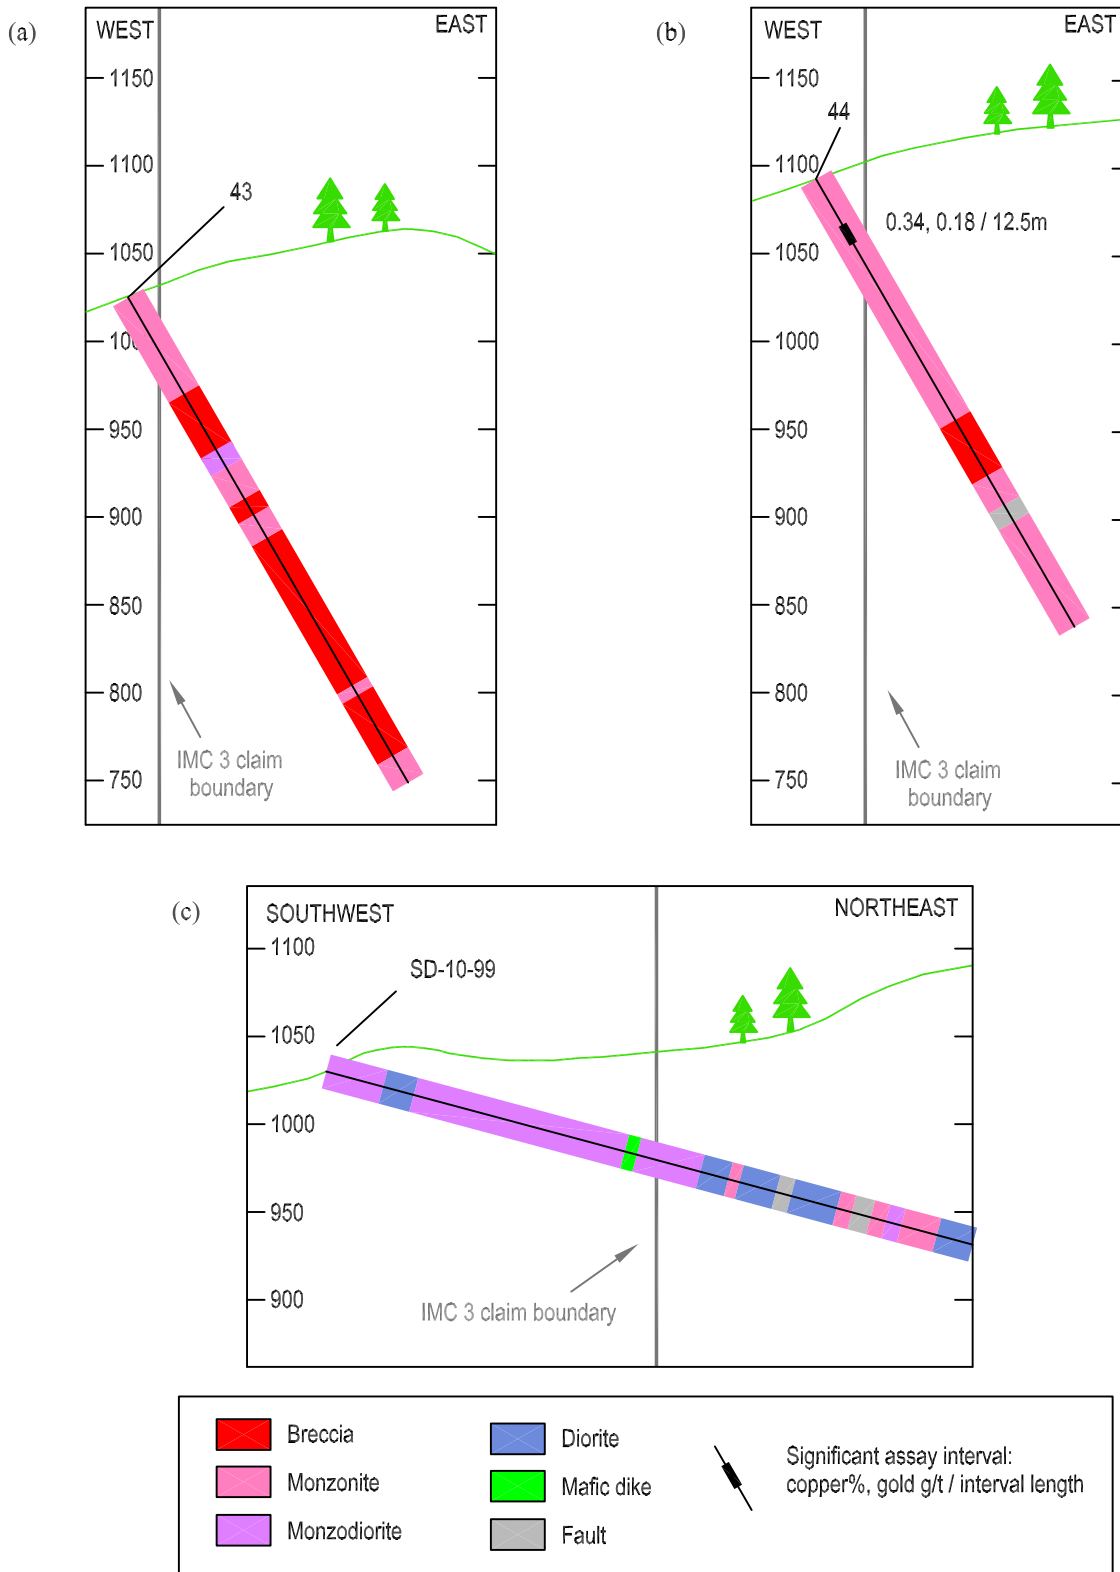 (a)
WEST
EAST
1150
1100
43
1050
1000
950
900
850
800
750
IMC 3 claim
boundary
(b)
WEST
EAST
1150
44
1100
0.34, 0.18 / 12.5m
1050
1000
950
900
850
800
750
IMC 3 claim
boundary
(c)
SOUTHWEST
NORTHEAST
1100
SD-10-99
1050
1000
950
900
IMC 3 claim boundary
Breccia
Monzonite
Monzodiorite
Diorite
Mafic dike
Fault
Significant assay interval:
copper%, gold g/t / interval length